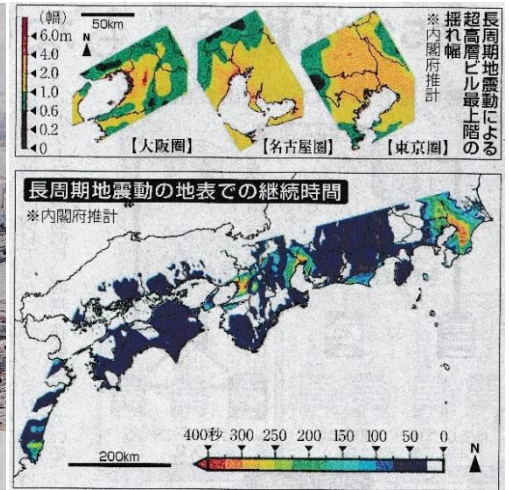 長周期地震動による
超高層ビル最上階の
揺れ幅
※内閣府推計
(幅)
6.0m
4.0
2.0
1.0
0.6
0.2
0
50km
N
【大阪圏】
【名古屋圏】
【東京圏】
長周期地震動の地表での継続時間
※内閣府推計
400秒 300 250 200 150 100 50 0
200km
N